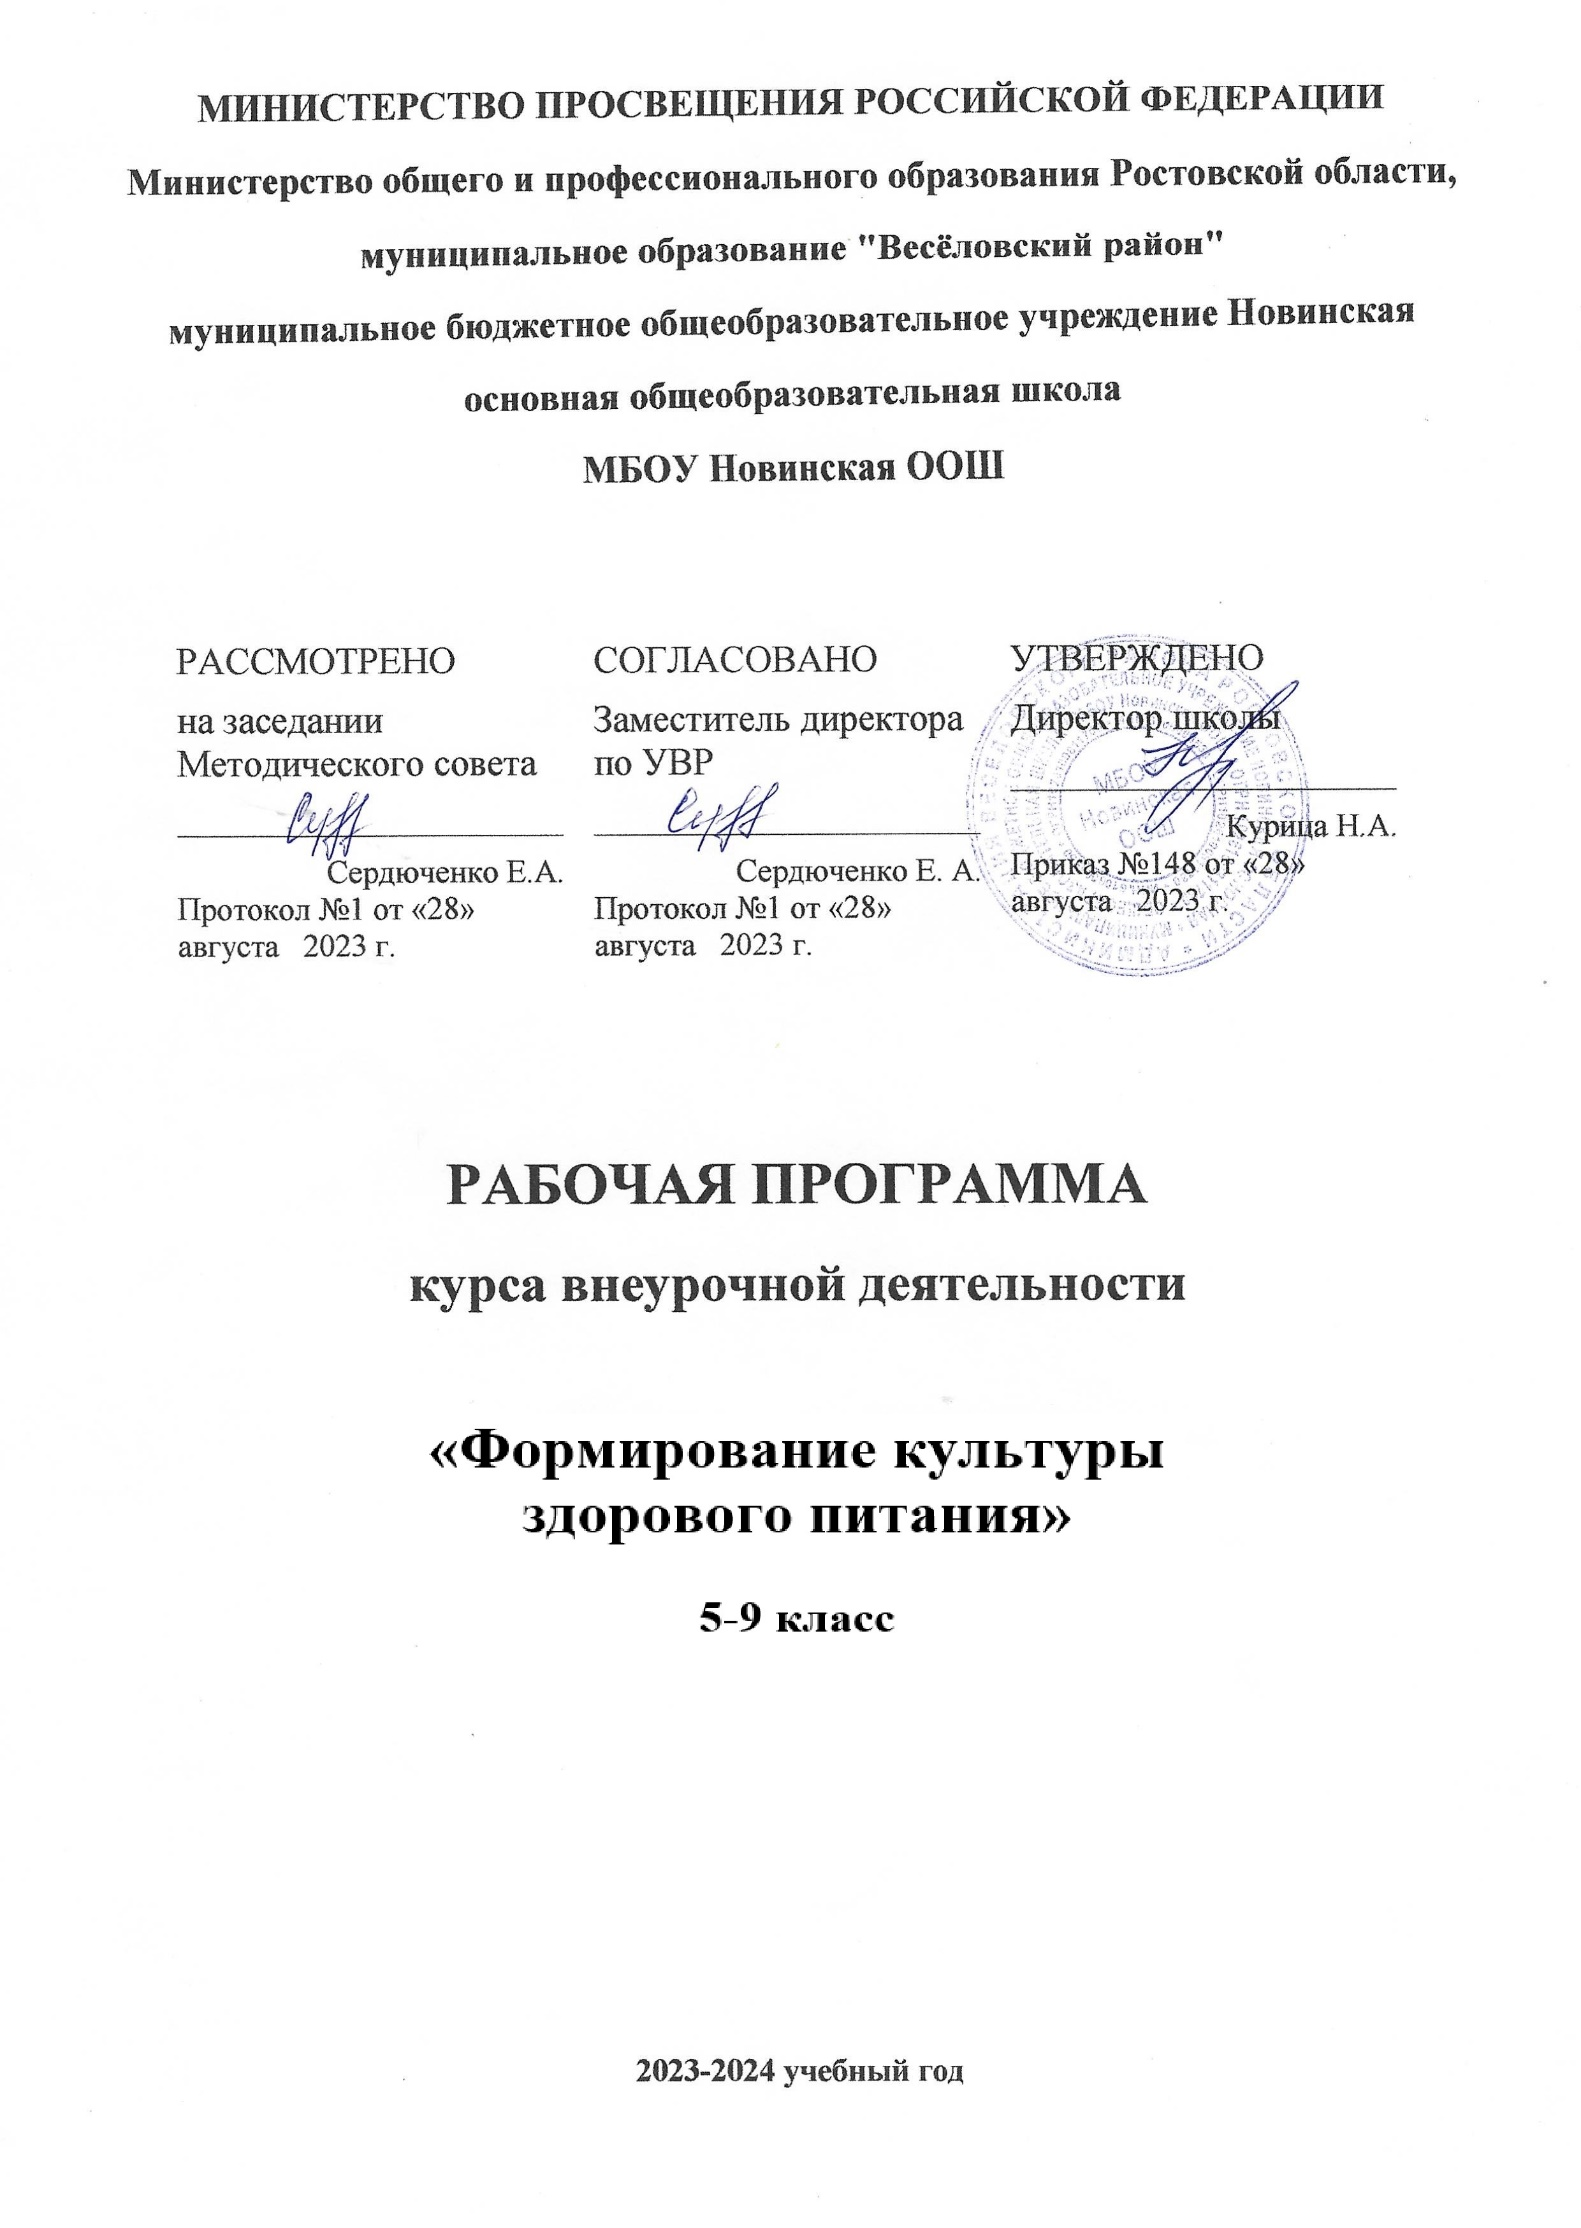 МИНИСТЕРСТВО ПРОСВЕЩЕНИЯ РОССИЙСКОЙ ФЕДЕРАЦИИ
Министерство общего и профессионального образования Ростовской области,
муниципальное образование "Весёловский район"
муниципальное бюджетное общеобразовательное учреждение Новинская
основная общеобразовательная школа
МБОУ Новинская ООШ
РАССМОТРЕНО
на заседании
Методического совета
Сердюченко Е.А.
Протокол №1 от «28»
августа 2023 г.
СОГЛАСОВАНО
Заместитель директора
по УВР
Сердюченко Е. А.
Протокол №1 от «28»
августа 2023 г.
УТВЕРЖДЕНО
Директор школы
Курица Н.А.
Приказ №148 от «28»
августа 2023 г.
МБОУ
Новинская
ООШ
РАБОЧАЯ ПРОГРАММА
курса внеурочной деятельности
«Формирование культуры
здорового питания»
5-9 класс
2023-2024 учебный год